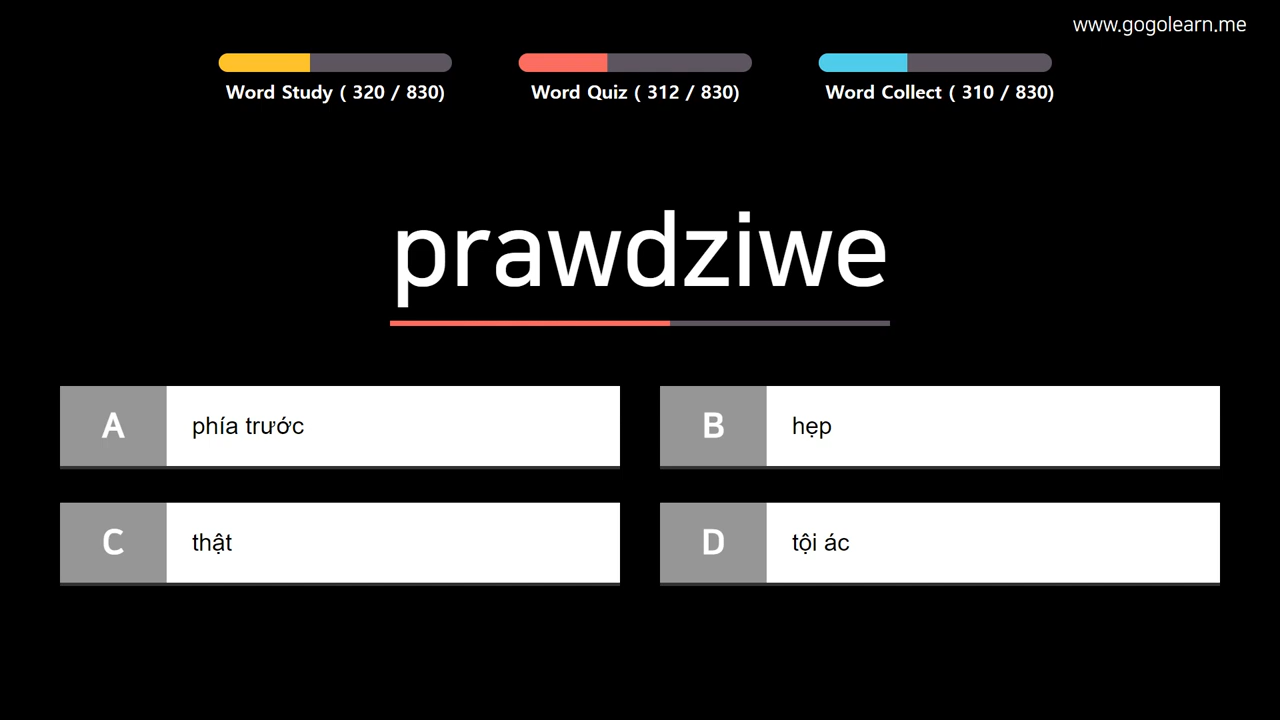 www.gogolearn.me
Word Study ( 320 / 830)
Word Quiz ( 312 / 830)
Word Collect ( 310 / 830)
prawdziwe
A phía trước
B hẹp
C thật
D tội ác